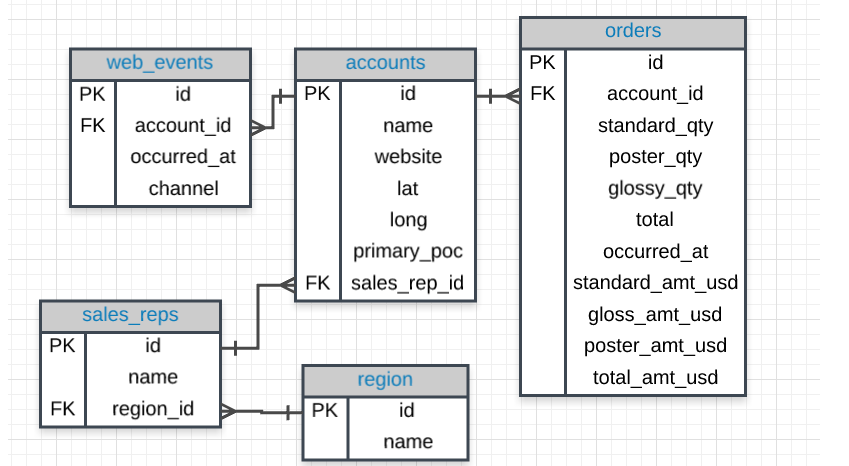 web_events
PK id
FK account_id
occurred_at
channel
accounts
PK id
name
website
lat
long
primary_poc
FK sales_rep_id
orders
PK id
FK account_id
standard_qty
poster_qty
glossy_qty
total
occurred_at
standard_amt_usd
gloss_amt_usd
poster_amt_usd
total_amt_usd
sales_reps
PK id
name
FK region_id
region
PK id
name